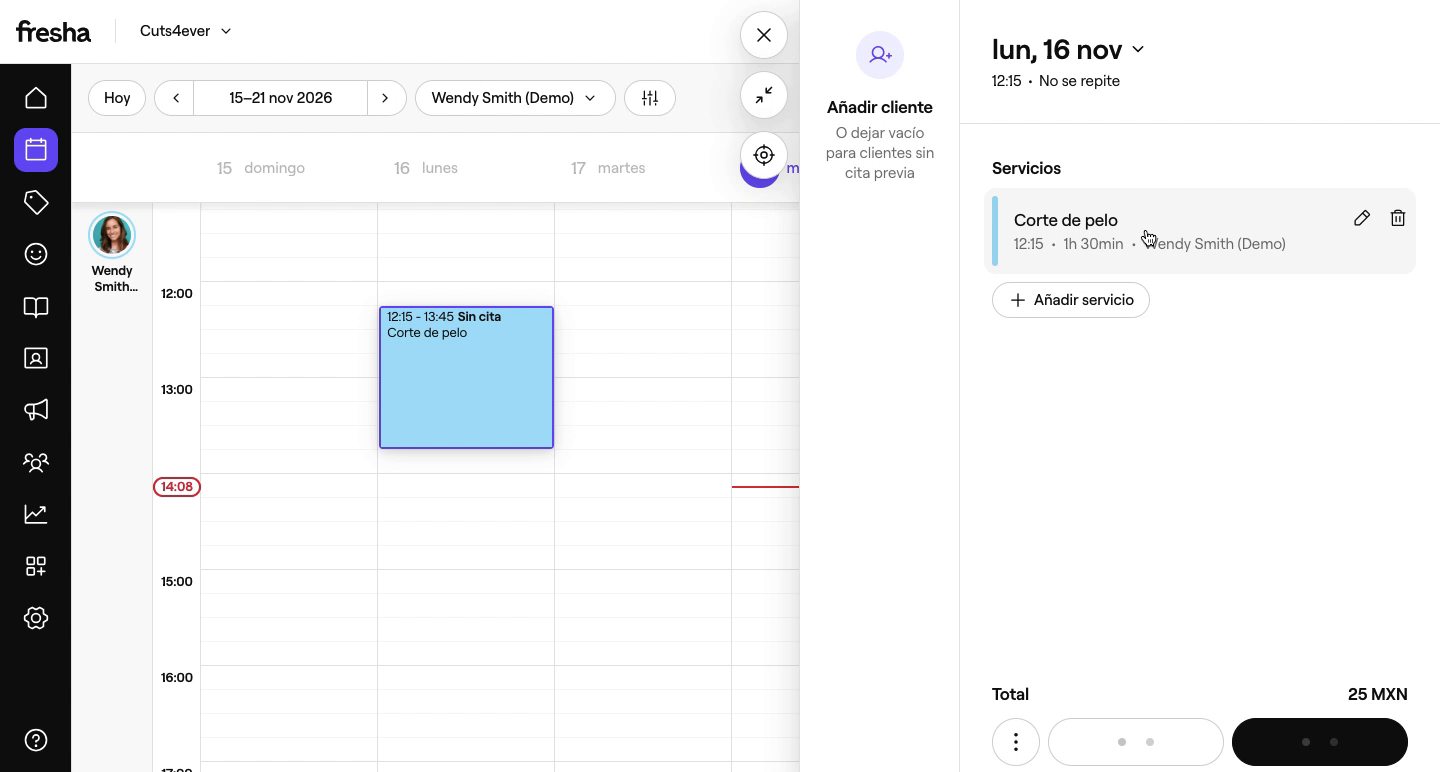 fresha
Cuts4ever
Hoy
15–21 nov 2026
Wendy Smith (Demo)
15 domingo
16 lunes
17 martes
m
Wendy
Smith...
12:00
13:00
14:08
15:00
16:00
12:15 - 13:45 Sin cita
Corte de pelo
Añadir cliente
O dejar vacío
para clientes sin
cita previa
lun, 16 nov
12:15 • No se repite
Servicios
Corte de pelo
12:15 • 1h 30min • Wendy Smith (Demo)
Añadir servicio
Total
25 MXN